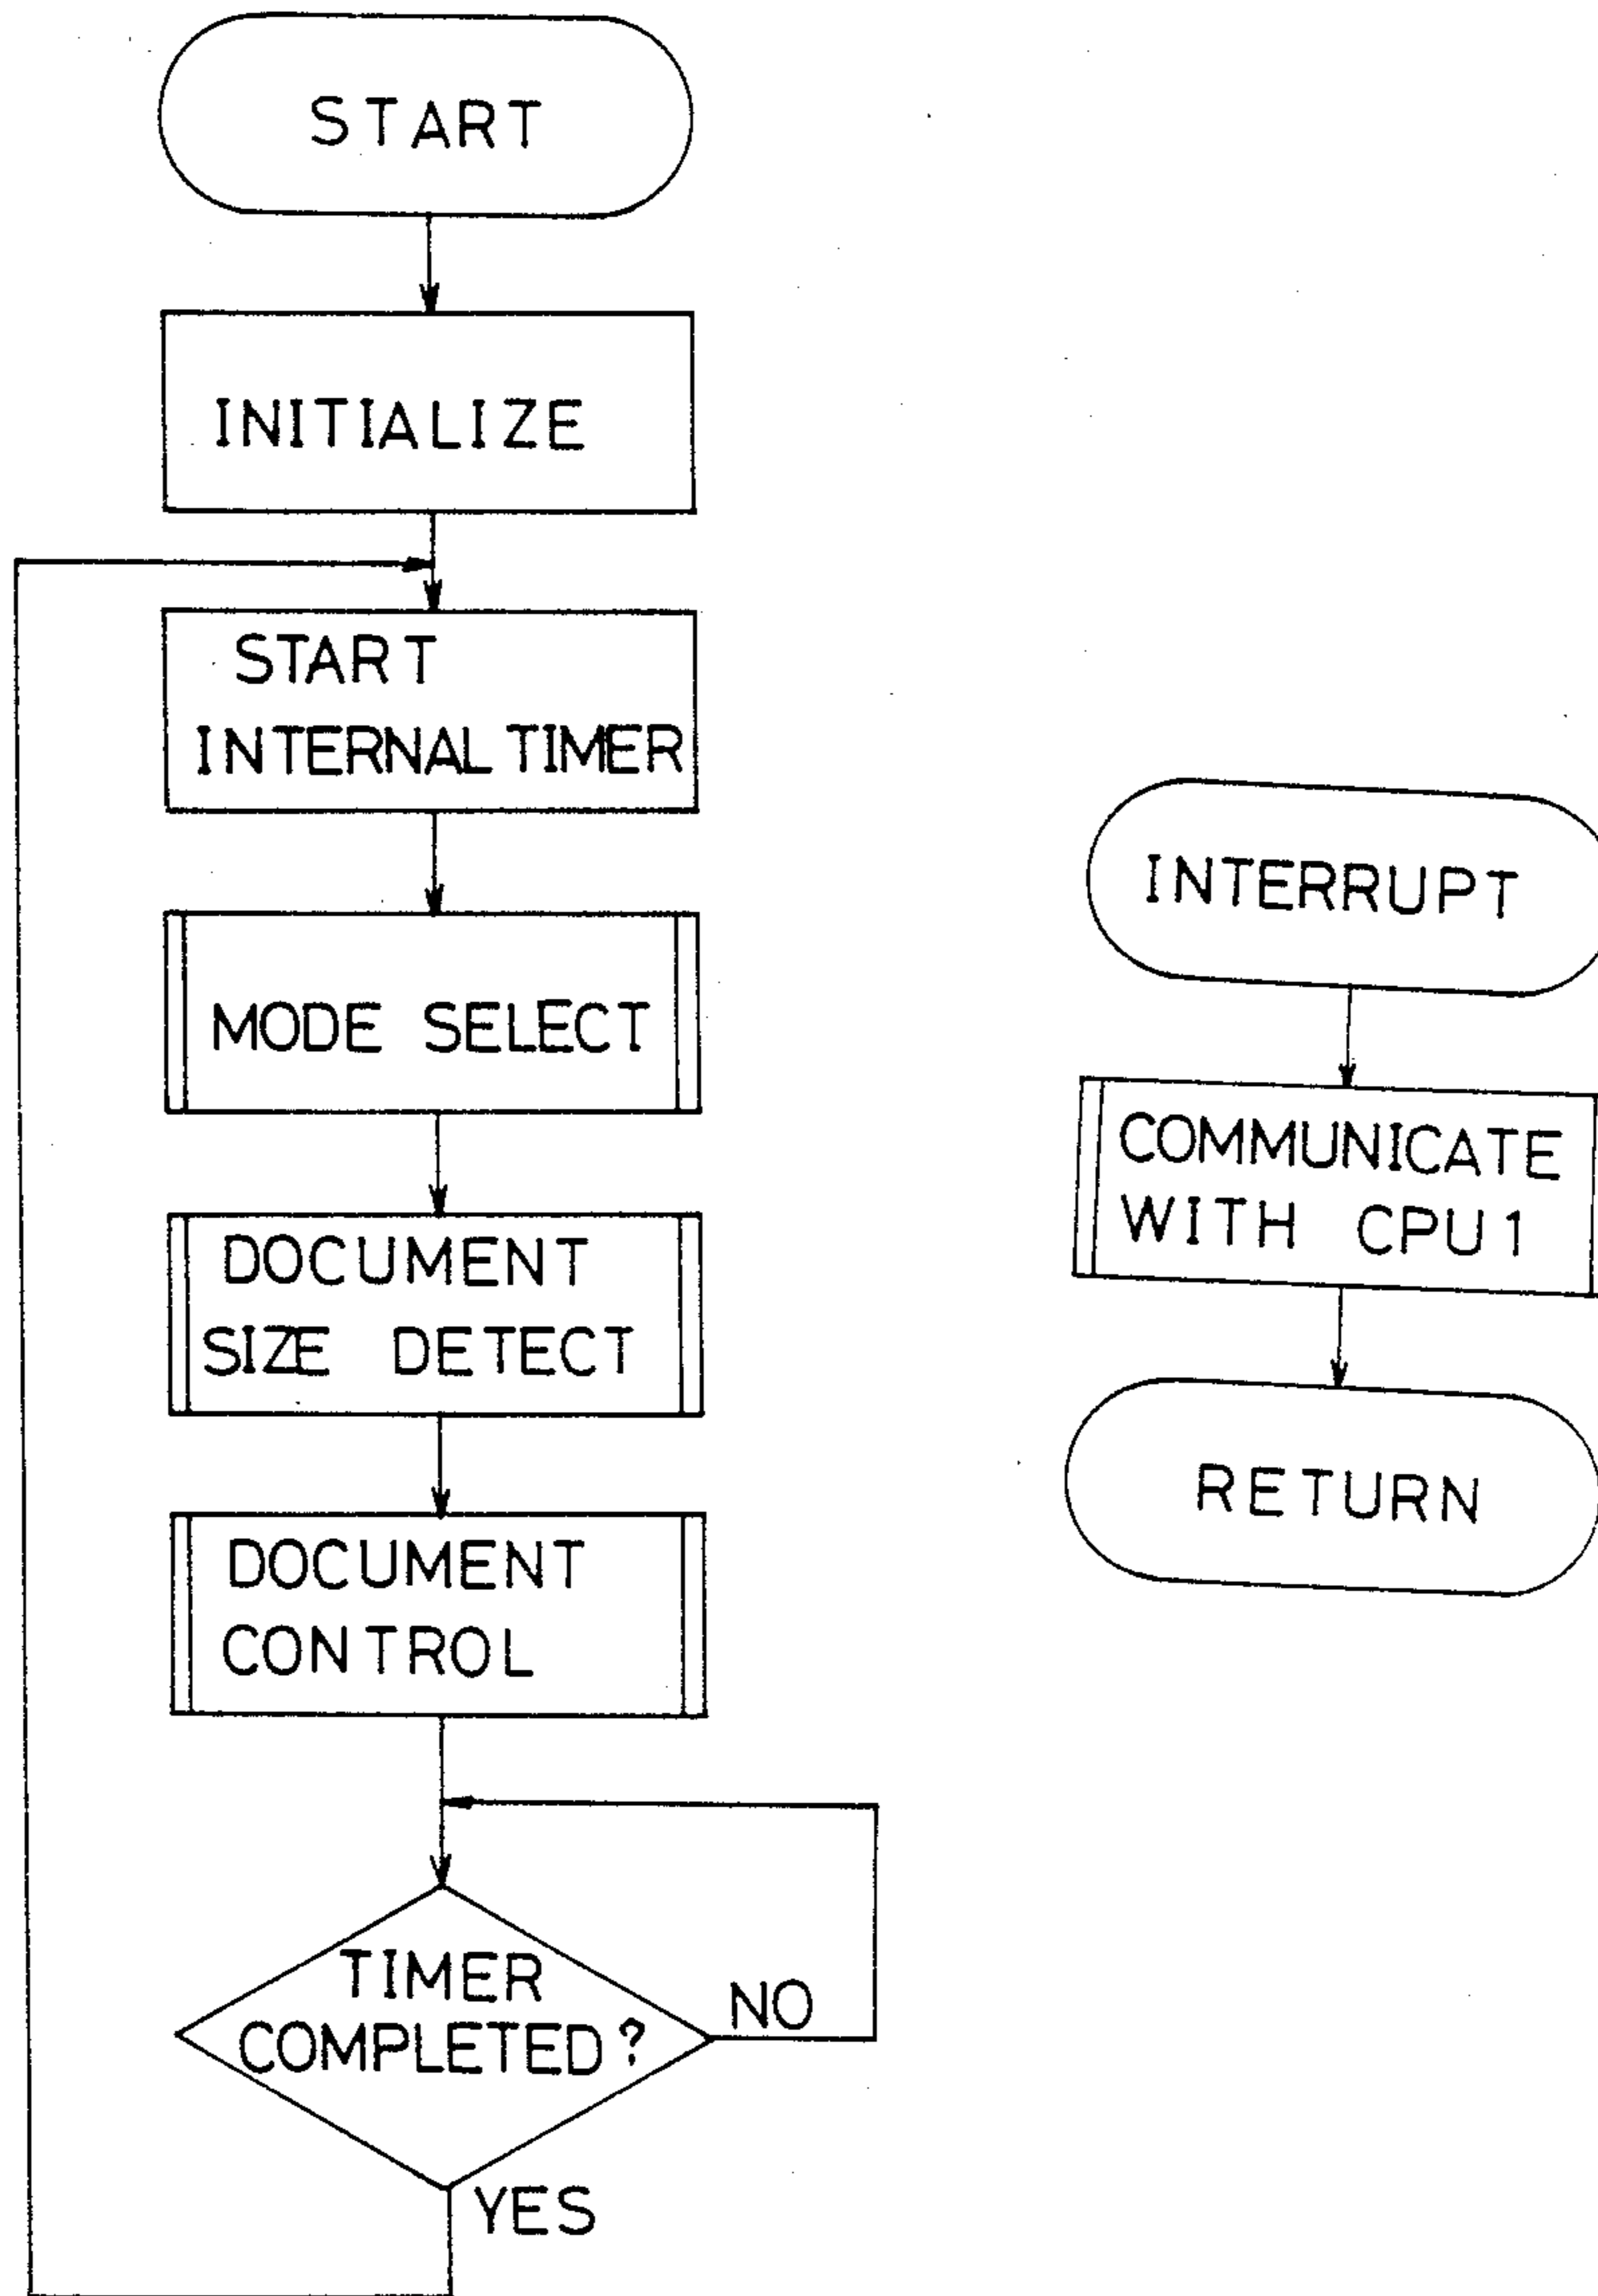 START
INITIALIZE
START
INTERNAL TIMER
MODE SELECT
DOCUMENT
SIZE DETECT
DOCUMENT
CONTROL
TIMER
COMPLETED?
NO
YES
INTERRUPT
COMMUNICATE
WITH CPU1
RETURN